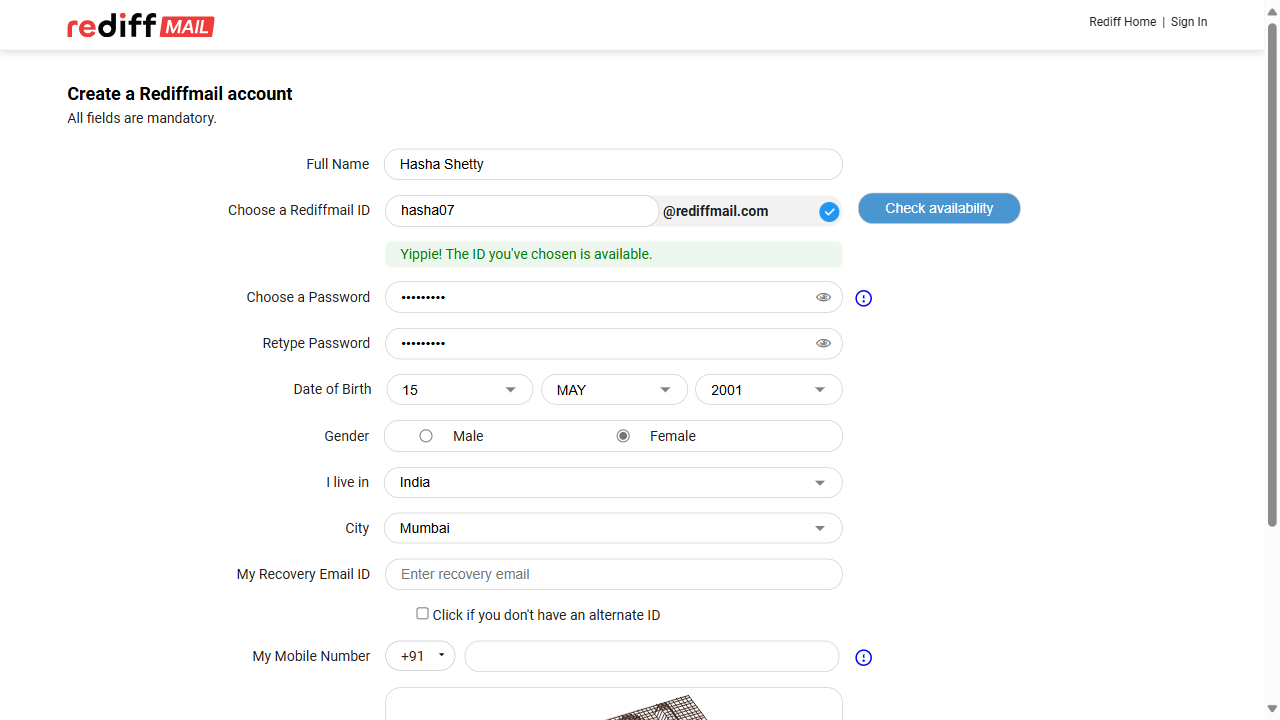 rediff MAIL
Rediff Home | Sign In
Create a Rediffmail account
All fields are mandatory.
Full Name Hasha Shetty
Choose a Rediffmail ID hasha07 @rediffmail.com Check availability
Yippie! The ID you've chosen is available.
Choose a Password •••••••••
Retype Password •••••••••
Date of Birth 15 MAY 2001
Gender Male Female
I live in India
City Mumbai
My Recovery Email ID Enter recovery email
Click if you don't have an alternate ID
My Mobile Number +91